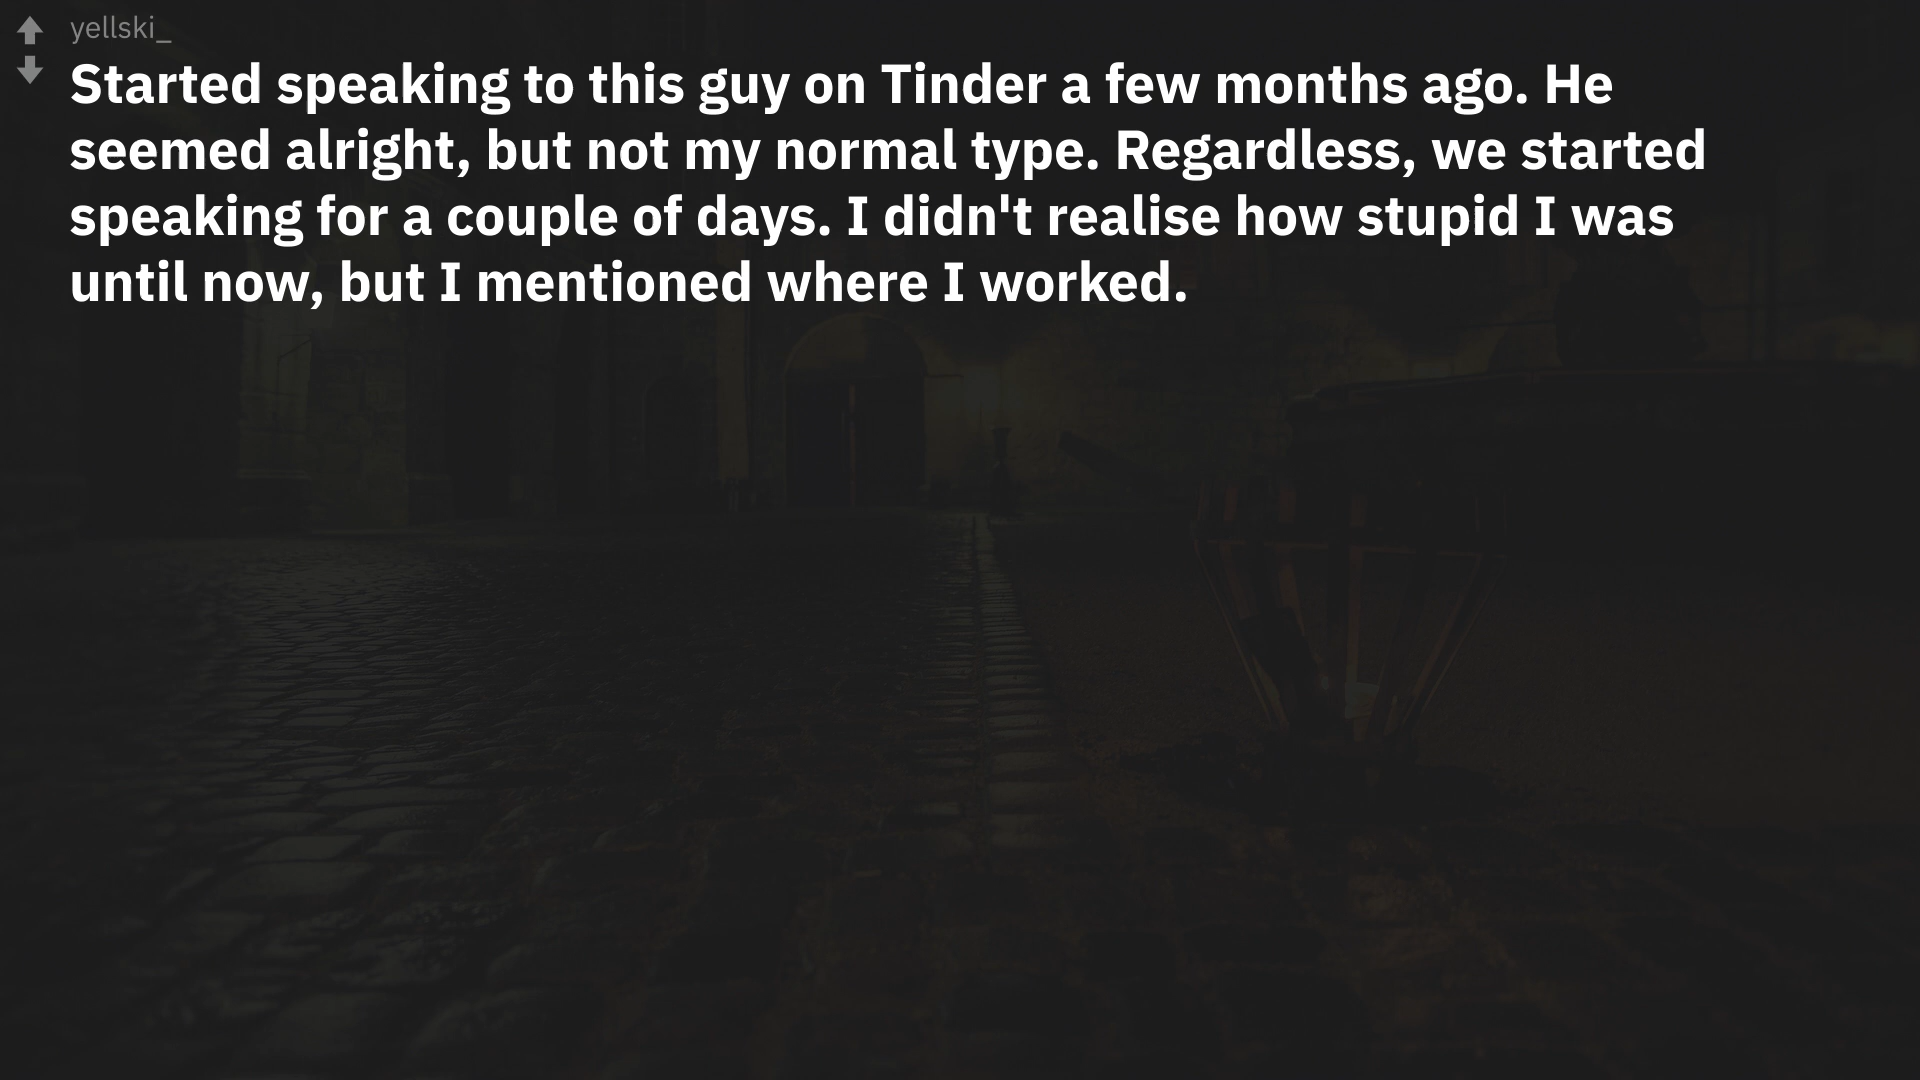 yellski_
Started speaking to this guy on Tinder a few months ago. He
seemed alright, but not my normal type. Regardless, we started
speaking for a couple of days. I didn't realise how stupid I was
until now, but I mentioned where I worked.